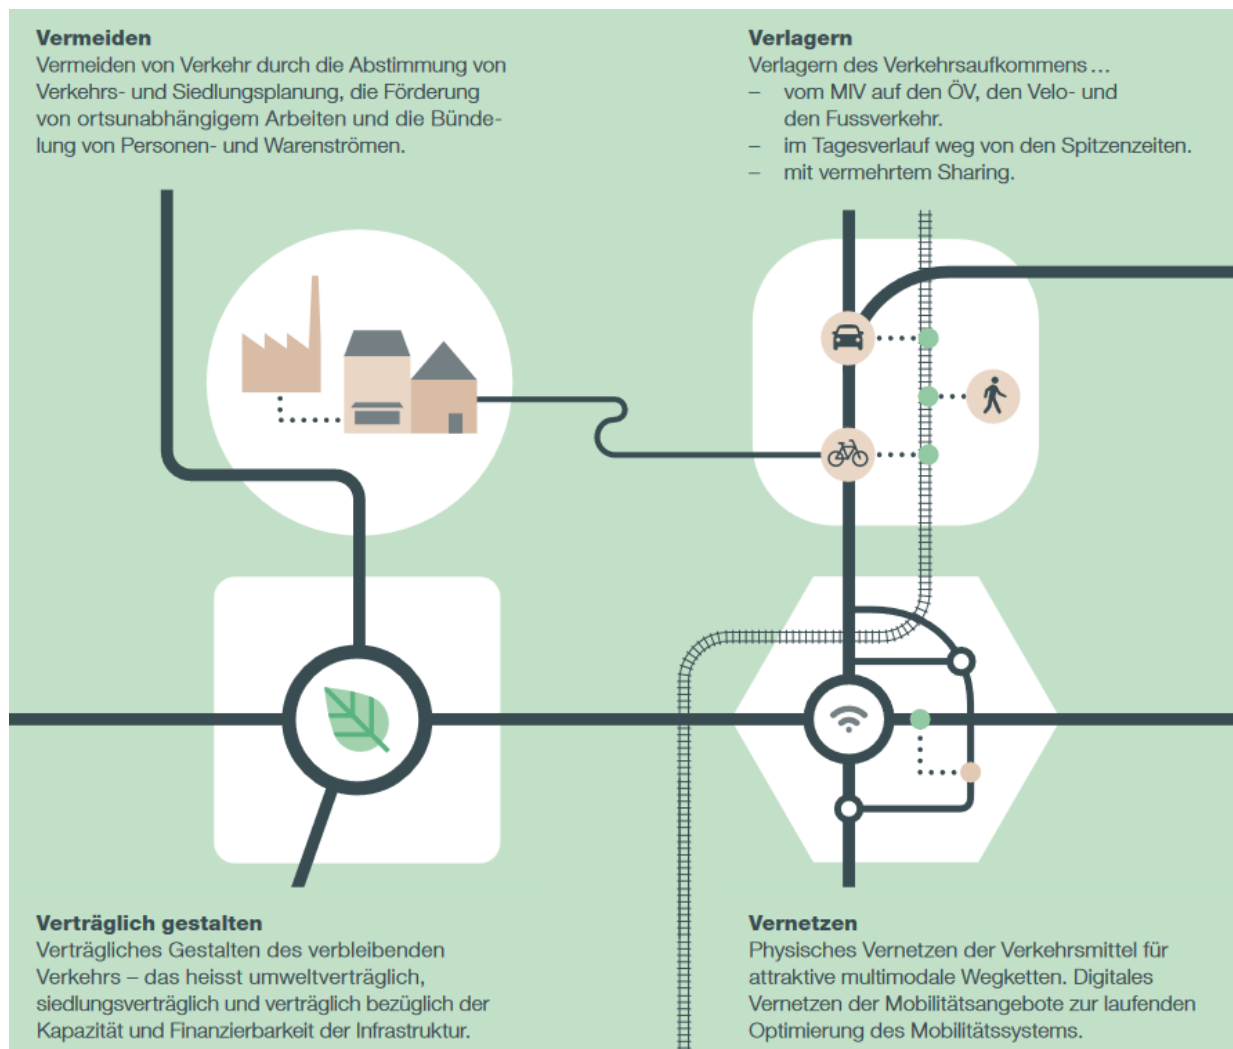 Vermeiden
Vermeiden von Verkehr durch die Abstimmung von
Verkehrs- und Siedlungsplanung, die Förderung
von ortsunabhängigem Arbeiten und die Bünde-
lung von Personen- und Warenströmen.
Verlagern
Verlagern des Verkehrsaufkommens…
– vom MIV auf den ÖV, den Velo- und
den Fussverkehr.
– im Tagesverlauf weg von den Spitzenzeiten.
– mit vermehrtem Sharing.
Verträglich gestalten
Verträgliches Gestalten des verbleibenden
Verkehrs – das heisst umweltverträglich,
siedlungsverträglich und verträglich bezüglich der
Kapazität und Finanzierbarkeit der Infrastruktur.
Vernetzen
Physisches Vernetzen der Verkehrsmittel für
attraktive multimodale Wegketten. Digitales
Vernetzen der Mobilitätsangebote zur laufenden
Optimierung des Mobilitätssystems.